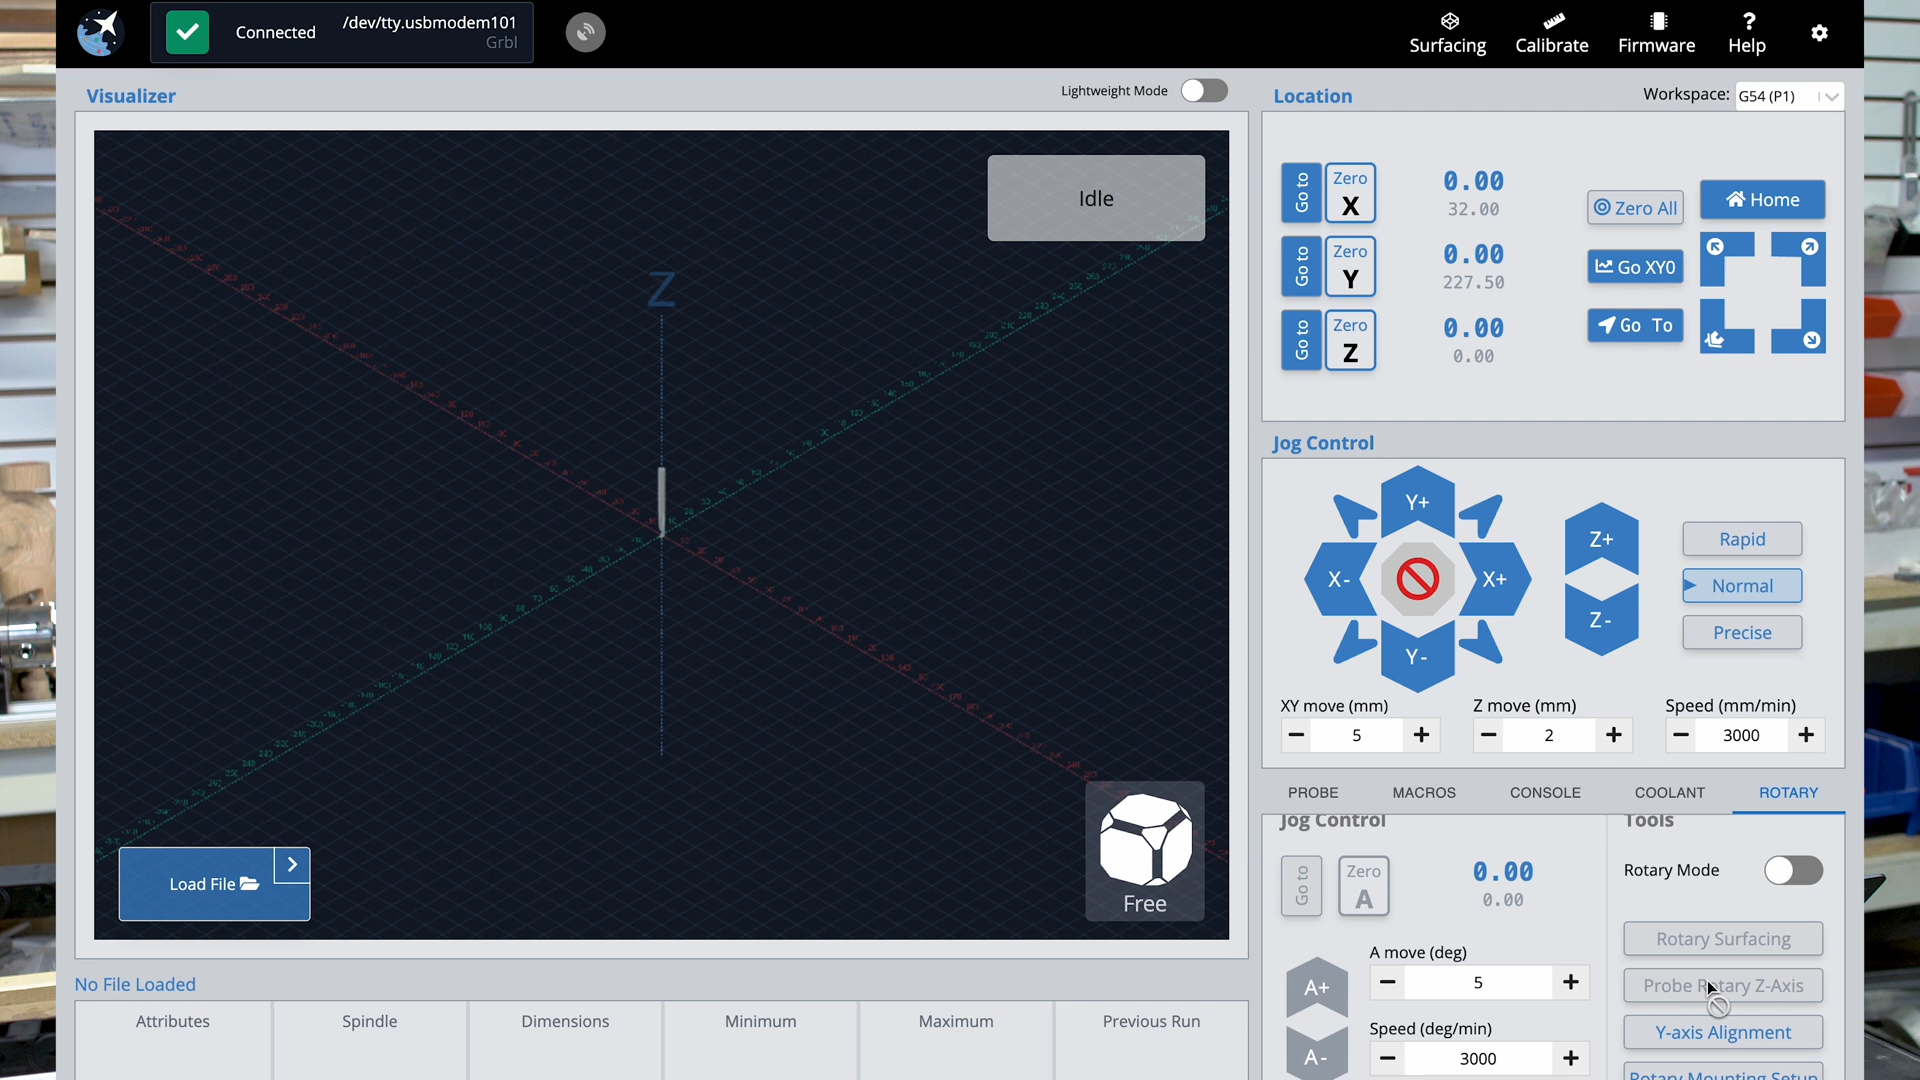 Connected
/dev/tty.usbmodem101
Grbl
Surfacing
Calibrate
Firmware
Help
Visualizer
Lightweight Mode
Idle
Z
Load File
Free
No File Loaded
Attributes
Spindle
Dimensions
Minimum
Maximum
Previous Run
Location
Workspace:
G54 (P1)
Go to
Zero
X
0.00
32.00
Go to
Zero
Y
0.00
227.50
Go to
Zero
Z
0.00
0.00
Zero All
Go XY0
Go To
Home
Jog Control
Y+
X-
X+
Y-
Z+
Z-
Rapid
Normal
Precise
XY move (mm)
5
Z move (mm)
2
Speed (mm/min)
3000
PROBE
MACROS
CONSOLE
COOLANT
ROTARY
Jog Control
Go to
Zero
A
0.00
0.00
A move (deg)
5
A+
A-
Speed (deg/min)
3000
Tools
Rotary Mode
Rotary Surfacing
Probe Rotary Z-Axis
Y-axis Alignment
Rotary Mounting Setup